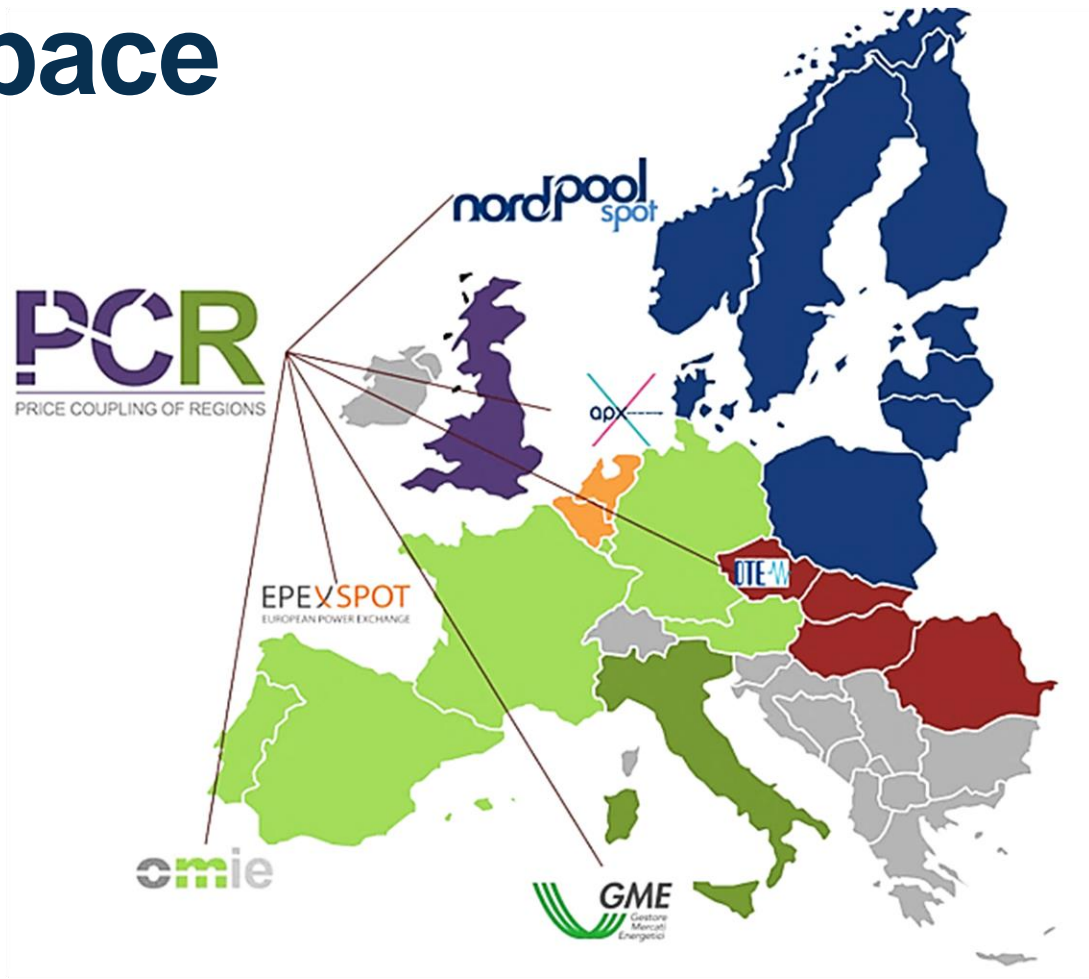 pace
nordpool
spot
PCR
PRICE COUPLING OF REGIONS
apx
OTE
EPEXSPOT
EUROPEAN POWER EXCHANGE
omie
GME
Gestore
Mercati
Energetici